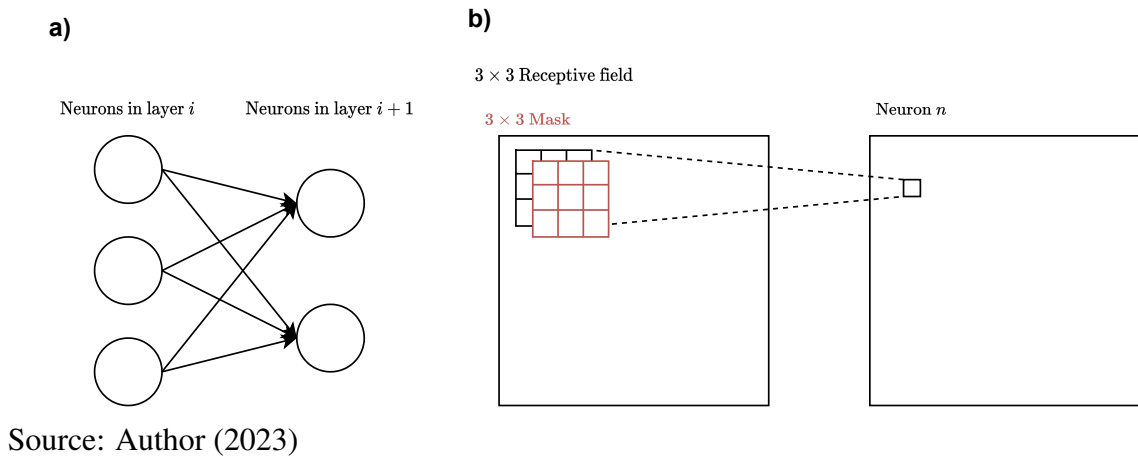 a)
b)
3 × 3 Receptive field
Neurons in layer i
Neurons in layer i + 1
3 × 3 Mask
Neuron n
Source: Author (2023)